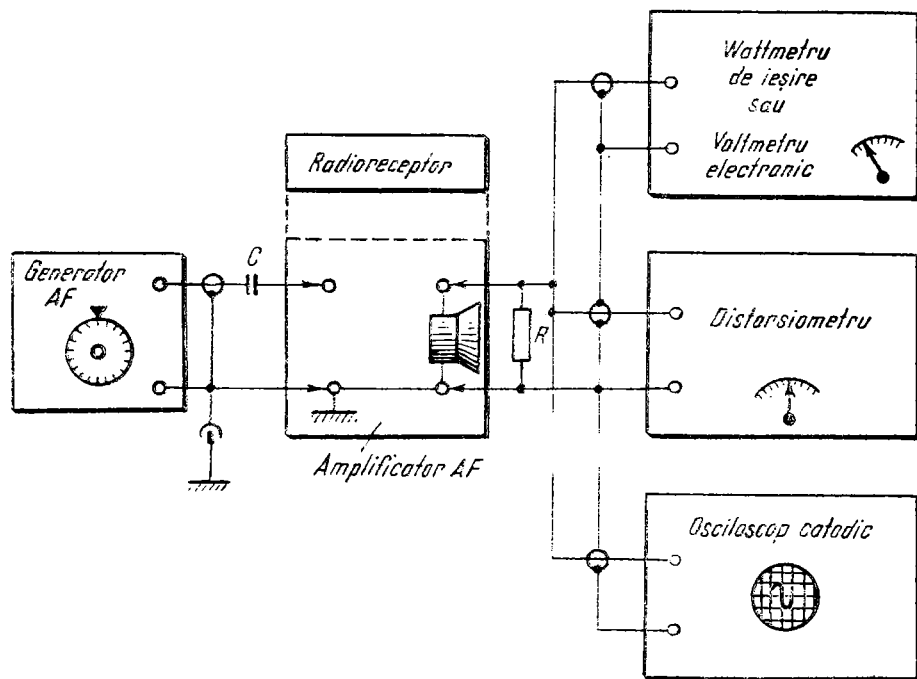 Wattmetru
de ieșire
sau
Voltmetru
electronic
Radioreceptor
Generator
AF
C
R
Distorsiometru
Amplificator AF
Osciloscop catodic